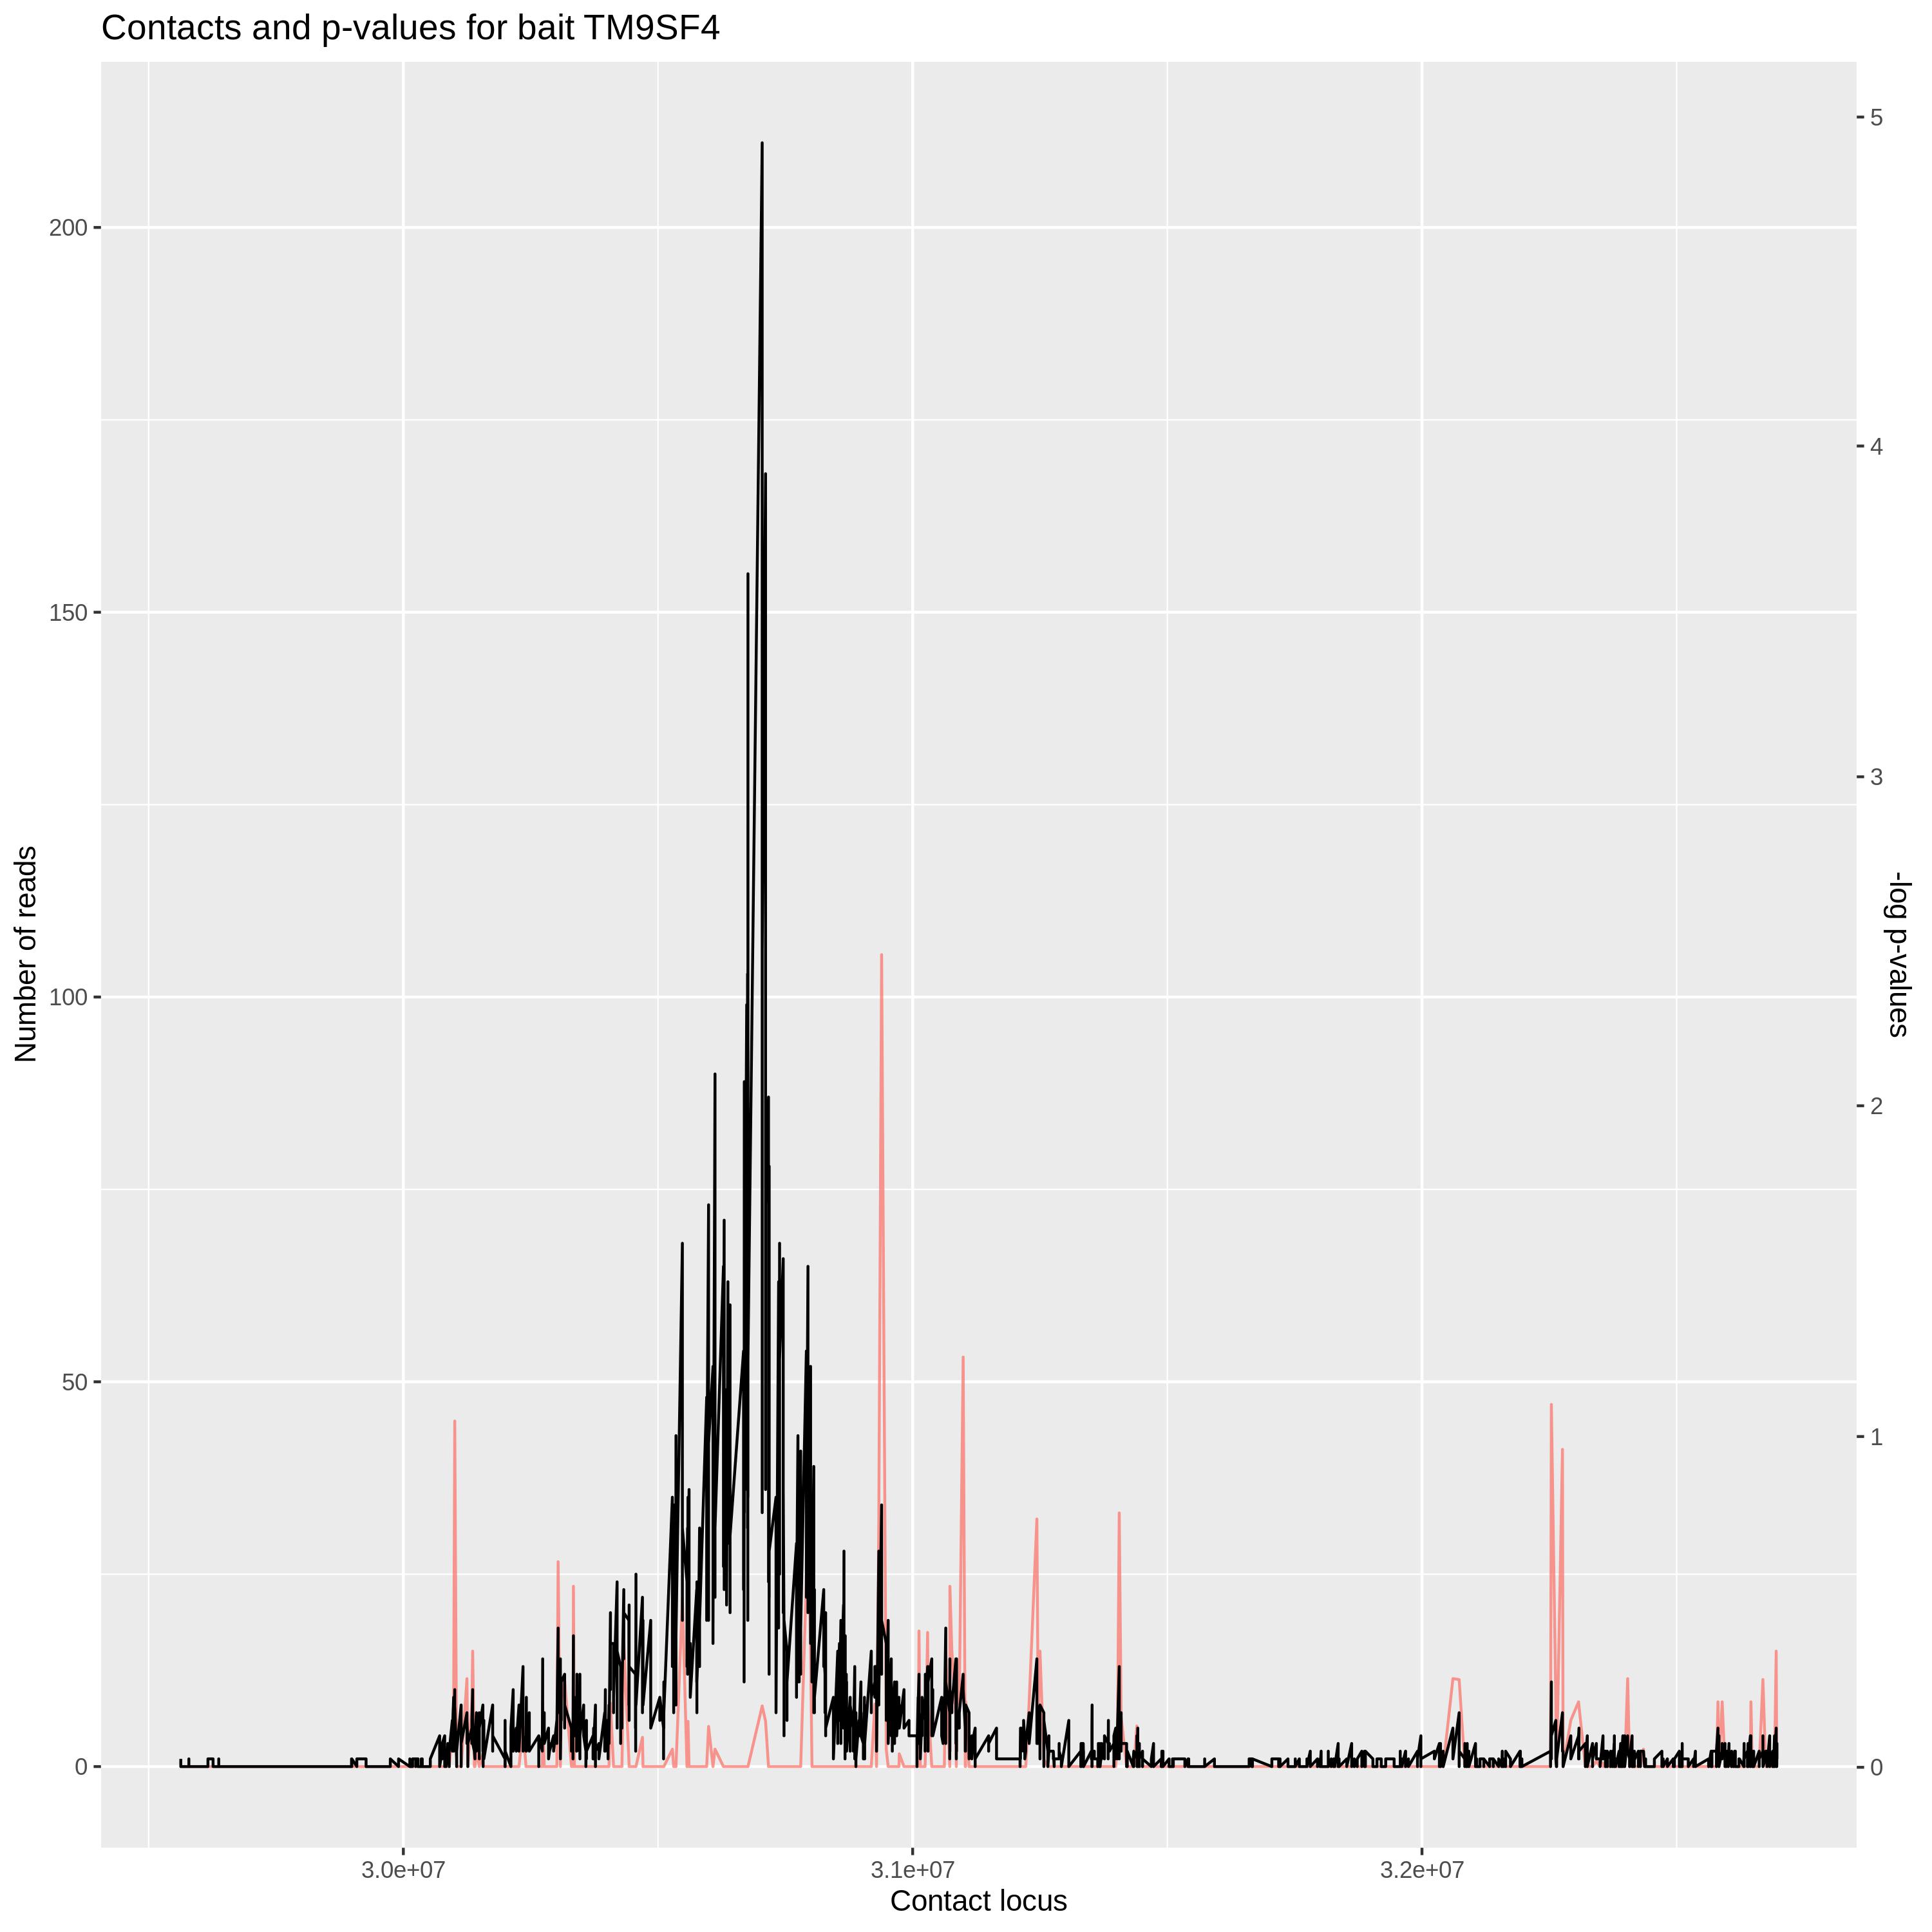 Contacts and p-values for bait TM9SF4
Number of reads
200
150
100
50
0
5
4
3
2
1
0
-log p-values
3.0e+07
3.1e+07
3.2e+07
Contact locus